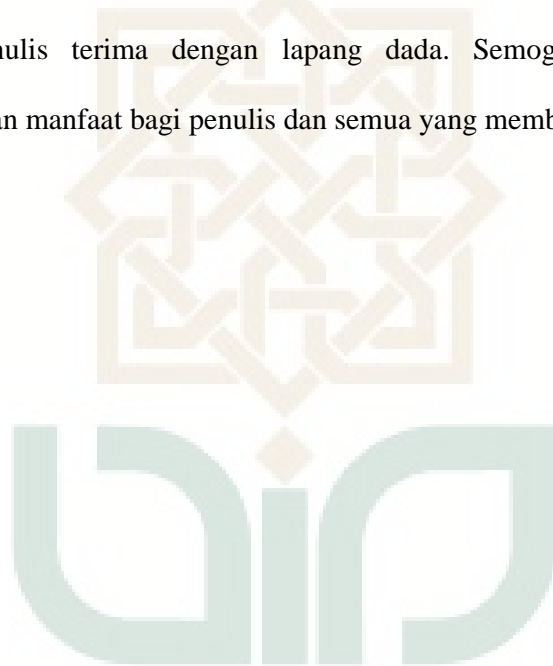 nulis terima dengan lapang dada. Semog
an manfaat bagi penulis dan semua yang memb